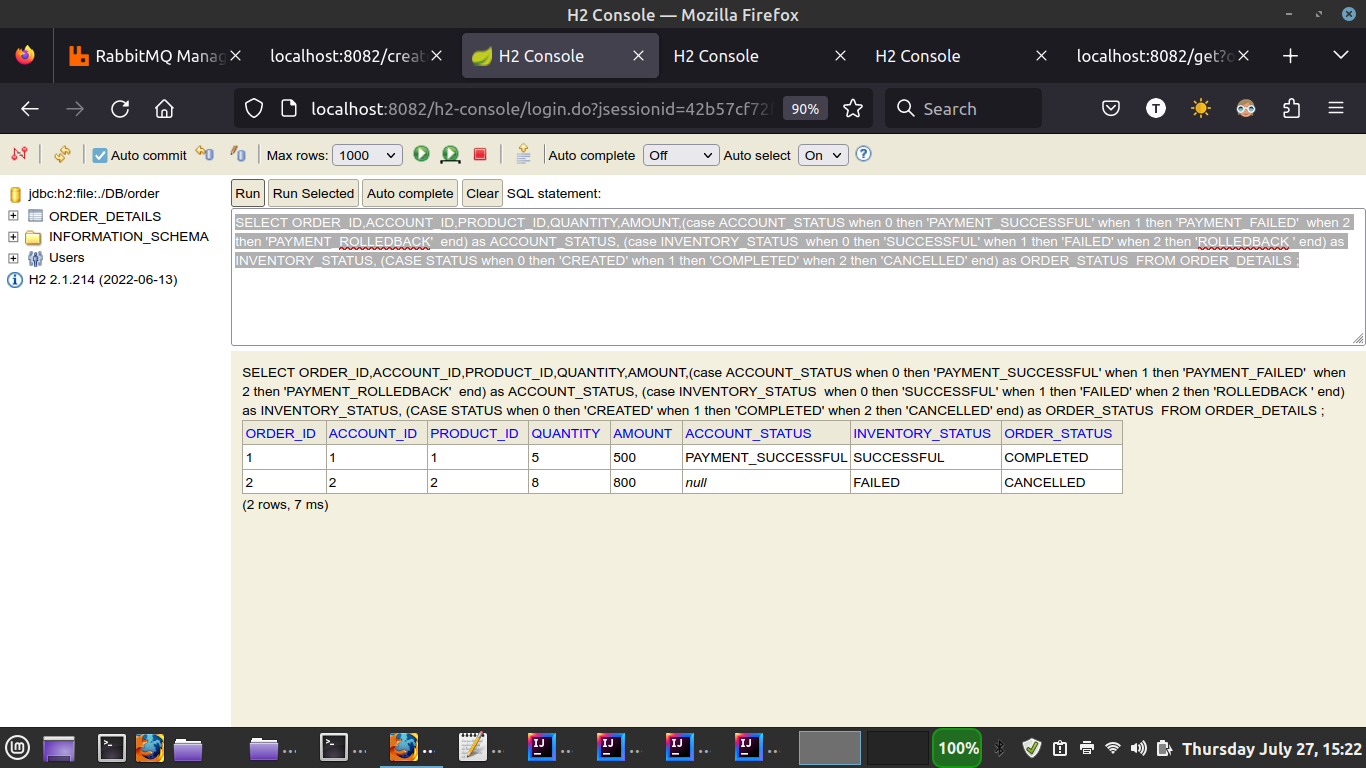 H2 Console — Mozilla Firefox
RabbitMQ Manag
localhost:8082/creat
H2 Console
H2 Console
H2 Console
localhost:8082/get?o
localhost:8082/h2-console/login.do?jsessionid=42b57cf72
90%
Search
T
Auto commit
Max rows: 1000
Auto complete Off
Auto select On
jdbc:h2:file:./DB/order
ORDER_DETAILS
INFORMATION_SCHEMA
Users
H2 2.1.214 (2022-06-13)
Run Run Selected Auto complete Clear SQL statement:
SELECT ORDER_ID,ACCOUNT_ID,PRODUCT_ID,QUANTITY,AMOUNT,(case ACCOUNT_STATUS when 0 then 'PAYMENT_SUCCESSFUL' when 1 then 'PAYMENT_FAILED'  when 2
then 'PAYMENT_ROLLEDBACK'  end) as ACCOUNT_STATUS, (case INVENTORY_STATUS  when 0 then 'SUCCESSFUL' when 1 then 'FAILED' when 2 then 'ROLLEDBACK ' end) as
INVENTORY_STATUS, (CASE STATUS when 0 then 'CREATED' when 1 then 'COMPLETED' when 2 then 'CANCELLED' end) as ORDER_STATUS  FROM ORDER_DETAILS ;
SELECT ORDER_ID,ACCOUNT_ID,PRODUCT_ID,QUANTITY,AMOUNT,(case ACCOUNT_STATUS when 0 then 'PAYMENT_SUCCESSFUL' when 1 then 'PAYMENT_FAILED'  when
2 then 'PAYMENT_ROLLEDBACK'  end) as ACCOUNT_STATUS, (case INVENTORY_STATUS  when 0 then 'SUCCESSFUL' when 1 then 'FAILED' when 2 then 'ROLLEDBACK ' end)
as INVENTORY_STATUS, (CASE STATUS when 0 then 'CREATED' when 1 then 'COMPLETED' when 2 then 'CANCELLED' end) as ORDER_STATUS  FROM ORDER_DETAILS ;
ORDER_ID ACCOUNT_ID PRODUCT_ID QUANTITY AMOUNT ACCOUNT_STATUS INVENTORY_STATUS ORDER_STATUS
1 1 1 5 500 PAYMENT_SUCCESSFUL SUCCESSFUL COMPLETED
2 2 2 8 800 null FAILED CANCELLED
(2 rows, 7 ms)
IJ IJ IJ IJ
100%
Thursday July 27, 15:22